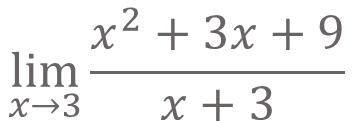 lim x→3 (x² + 3x + 9)/(x + 3)